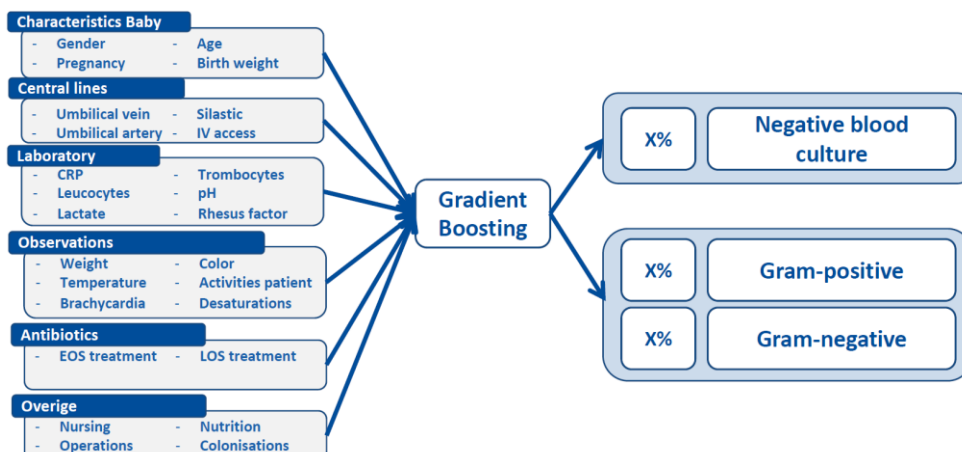 Characteristics Baby
- Gender - Age
- Pregnancy - Birth weight
Central lines
- Umbilical vein - Silastic
- Umbilical artery - IV access
Laboratory
- CRP - Trombocytes
- Leucocytes - pH
- Lactate - Rhesus factor
Observations
- Weight - Color
- Temperature - Activities patient
- Brachycardia - Desaturations
Antibiotics
- EOS treatment - LOS treatment
Overige
- Nursing - Nutrition
- Operations - Colonisations
Gradient
Boosting
X% Negative blood
culture
X% Gram-positive
X% Gram-negative